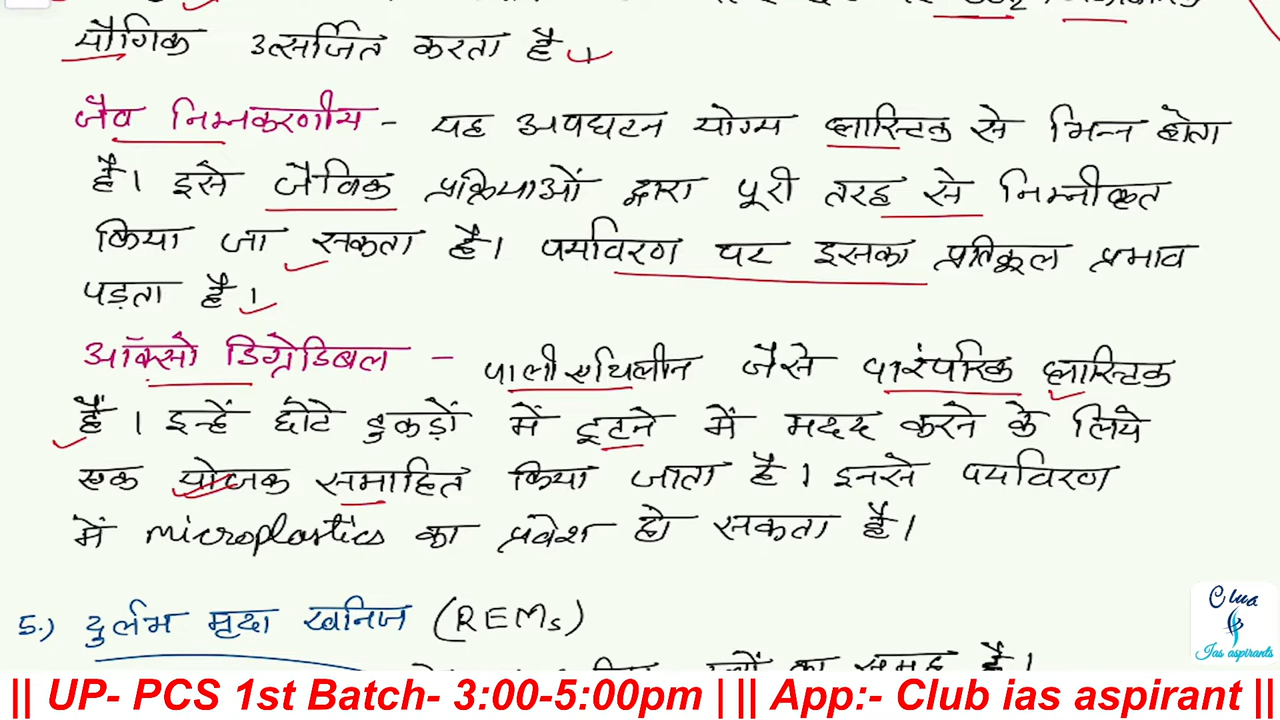 यौगिक उत्सर्जित करता है।
जैव निम्नकरणीय - यह अपघटन योग्य प्लास्टिक से भिन्न होता
है। इसे जैविक प्रक्रियाओं द्वारा पूरी तरह से निम्नीकृत
किया जा सकता है। पर्यावरण पर इसका प्रतिकूल प्रभाव
पड़ता है।
ऑक्सो डिग्रेडिबल - पालीएथिलीन जैसे पारंपरिक प्लास्टिक
हैं। इन्हें छोटे टुकड़ों में टूटने में मदद करने के लिये
एक योजक समाहित किया जाता है। इनसे पर्यावरण
में microplastics का प्रवेश हो सकता है।
5.) दुर्लभ मृदा खनिज (REMs)
का समूह है।
Club
Ias aspirants
|| UP- PCS 1st Batch- 3:00-5:00pm | || App:- Club ias aspirant ||